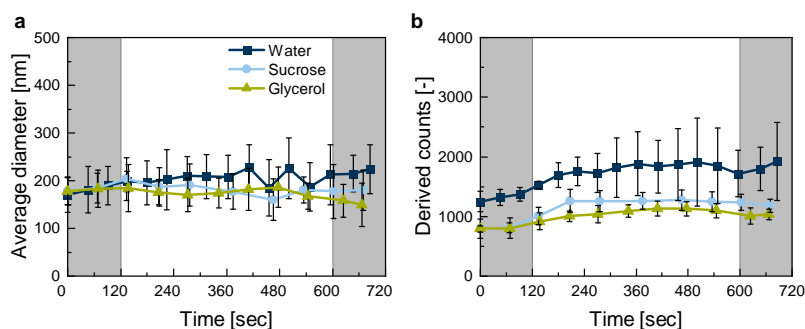 a
Average diameter [nm]
500
400
300
200
100
0
Water
Sucrose
Glycerol
0 120 240 360 480 600 720
Time [sec]
b
Derived counts [-]
4000
3000
2000
1000
0
0 120 240 360 480 600 720
Time [sec]